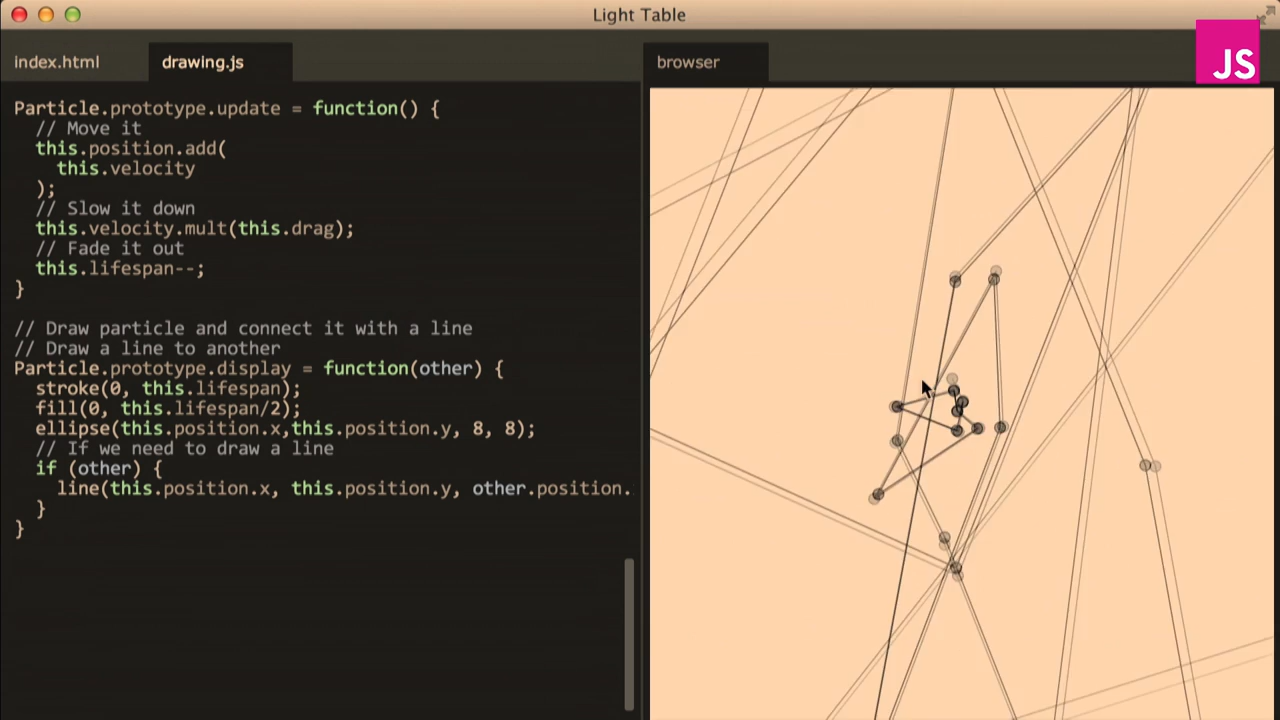 Light Table
index.html
drawing.js
browser
JS
Particle.prototype.update = function() {
  // Move it
  this.position.add(
    this.velocity
  );
  // Slow it down
  this.velocity.mult(this.drag);
  // Fade it out
  this.lifespan--;
}
// Draw particle and connect it with a line
// Draw a line to another
Particle.prototype.display = function(other) {
  stroke(0, this.lifespan);
  fill(0, this.lifespan/2);
  ellipse(this.position.x,this.position.y, 8, 8);
  // If we need to draw a line
  if (other) {
    line(this.position.x, this.position.y, other.position.
  }
}